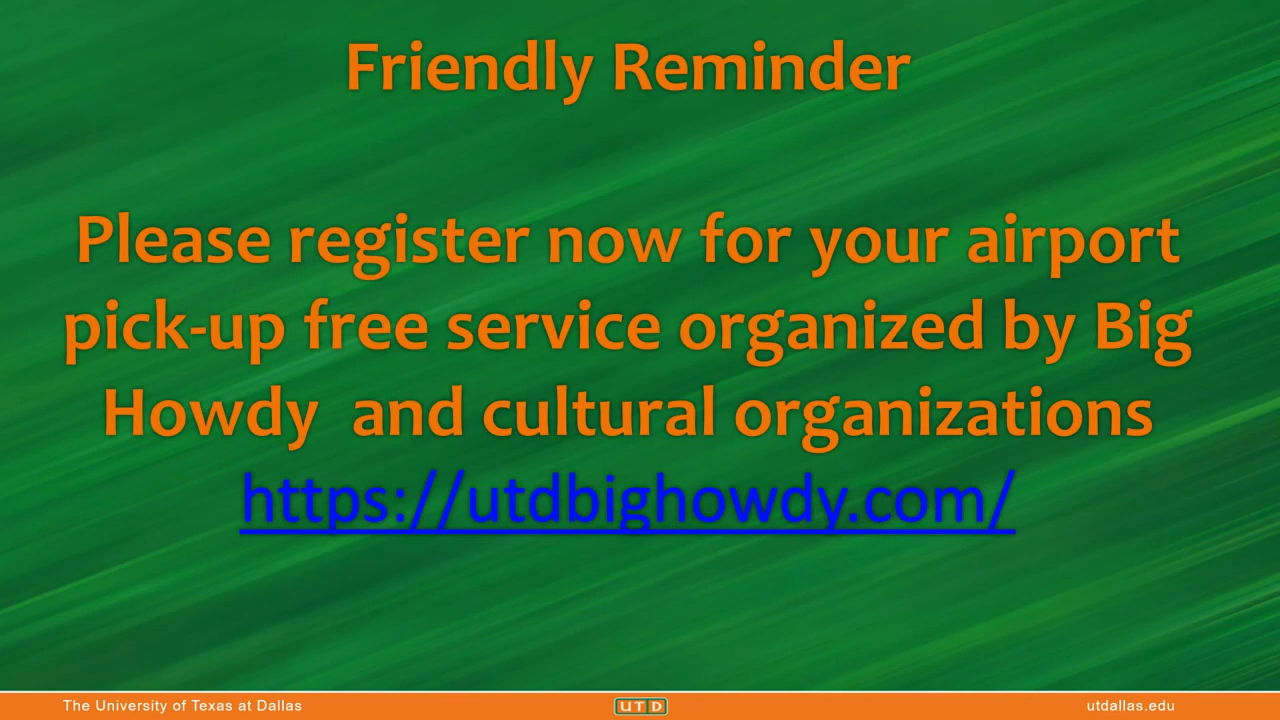 Friendly Reminder
Please register now for your airport
pick-up free service organized by Big
Howdy  and cultural organizations
https://utdbighowdy.com/
The University of Texas at Dallas
UTD
utdallas.edu